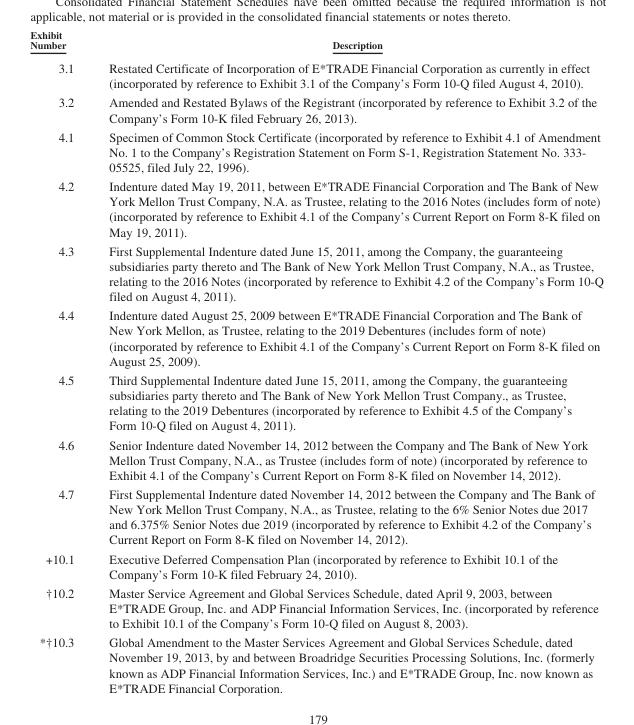 Consolidated Financial Statement Schedules have been omitted because the required information is not
applicable, not material or is provided in the consolidated financial statements or notes thereto.
Exhibit
Number Description
3.1 Restated Certificate of Incorporation of E*TRADE Financial Corporation as currently in effect
(incorporated by reference to Exhibit 3.1 of the Company's Form 10-Q filed August 4, 2010).
3.2 Amended and Restated Bylaws of the Registrant (incorporated by reference to Exhibit 3.2 of the
Company's Form 10-K filed February 26, 2013).
4.1 Specimen of Common Stock Certificate (incorporated by reference to Exhibit 4.1 of Amendment
No. 1 to the Company's Registration Statement on Form S-1, Registration Statement No. 333-
05525, filed July 22, 1996).
4.2 Indenture dated May 19, 2011, between E*TRADE Financial Corporation and The Bank of New
York Mellon Trust Company, N.A. as Trustee, relating to the 2016 Notes (includes form of note)
(incorporated by reference to Exhibit 4.1 of the Company's Current Report on Form 8-K filed on
May 19, 2011).
4.3 First Supplemental Indenture dated June 15, 2011, among the Company, the guaranteeing
subsidiaries party thereto and The Bank of New York Mellon Trust Company, N.A., as Trustee,
relating to the 2016 Notes (incorporated by reference to Exhibit 4.2 of the Company's Form 10-Q
filed on August 4, 2011).
4.4 Indenture dated August 25, 2009 between E*TRADE Financial Corporation and The Bank of
New York Mellon, as Trustee, relating to the 2019 Debentures (includes form of note)
(incorporated by reference to Exhibit 4.1 of the Company's Current Report on Form 8-K filed on
August 25, 2009).
4.5 Third Supplemental Indenture dated June 15, 2011, among the Company, the guaranteeing
subsidiaries party thereto and The Bank of New York Mellon Trust Company., as Trustee,
relating to the 2019 Debentures (incorporated by reference to Exhibit 4.5 of the Company's
Form 10-Q filed on August 4, 2011).
4.6 Senior Indenture dated November 14, 2012 between the Company and The Bank of New York
Mellon Trust Company, N.A., as Trustee (includes form of note) (incorporated by reference to
Exhibit 4.1 of the Company's Current Report on Form 8-K filed on November 14, 2012).
4.7 First Supplemental Indenture dated November 14, 2012 between the Company and The Bank of
New York Mellon Trust Company, N.A., as Trustee, relating to the 6% Senior Notes due 2017
and 6.375% Senior Notes due 2019 (incorporated by reference to Exhibit 4.2 of the Company's
Current Report on Form 8-K filed on November 14, 2012).
+10.1 Executive Deferred Compensation Plan (incorporated by reference to Exhibit 10.1 of the
Company's Form 10-K filed February 24, 2010).
†10.2 Master Service Agreement and Global Services Schedule, dated April 9, 2003, between
E*TRADE Group, Inc. and ADP Financial Information Services, Inc. (incorporated by reference
to Exhibit 10.1 of the Company's Form 10-Q filed on August 8, 2003).
*†10.3 Global Amendment to the Master Services Agreement and Global Services Schedule, dated
November 19, 2013, by and between Broadridge Securities Processing Solutions, Inc. (formerly
known as ADP Financial Information Services, Inc.) and E*TRADE Group, Inc. now known as
E*TRADE Financial Corporation.
179